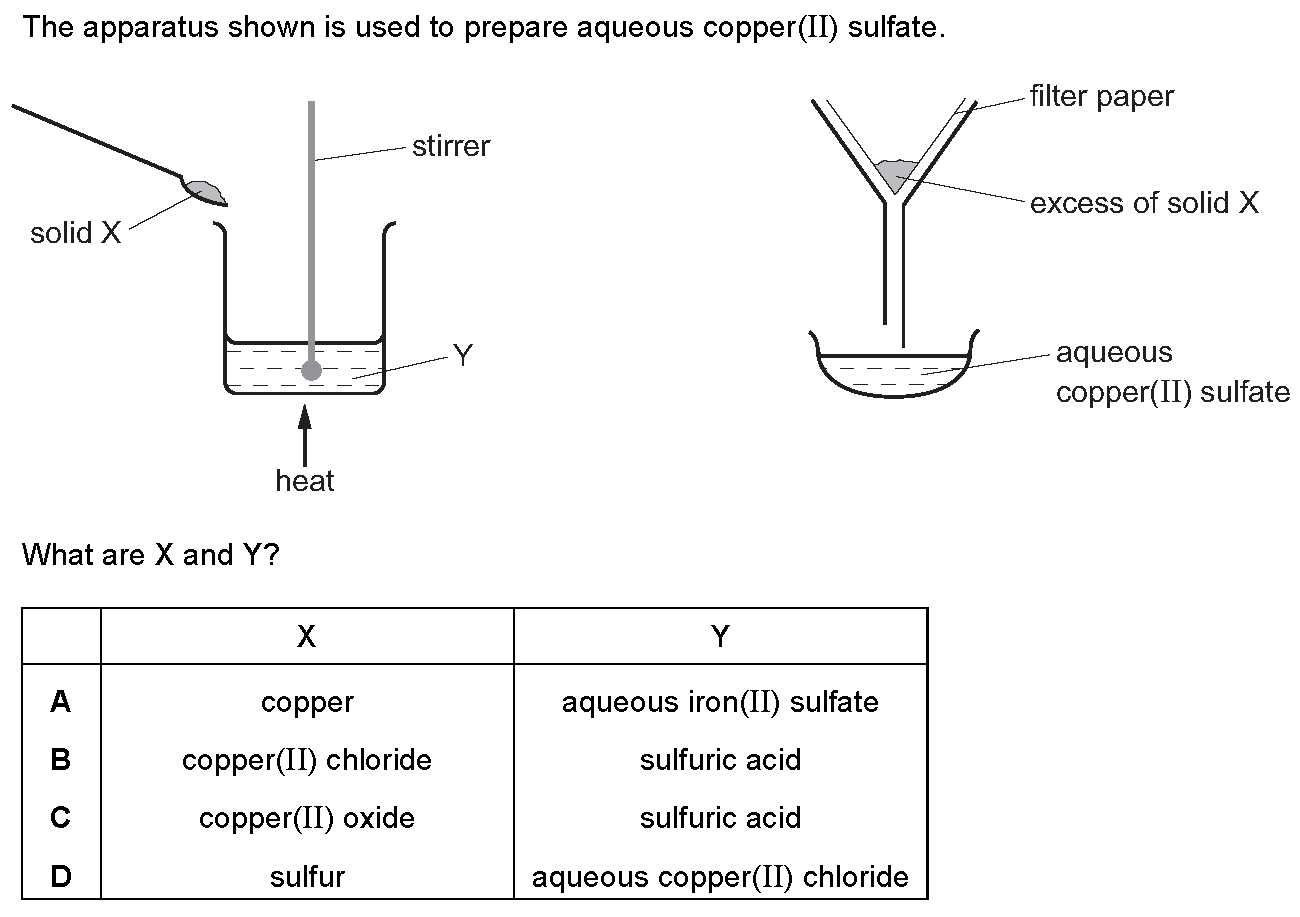 The apparatus shown is used to prepare aqueous copper(II) sulfate.
filter paper
stirrer
excess of solid X
solid X
Y
aqueous
copper(II) sulfate
heat
What are X and Y?
X Y
A copper aqueous iron(II) sulfate
B copper(II) chloride sulfuric acid
C copper(II) oxide sulfuric acid
D sulfur aqueous copper(II) chloride